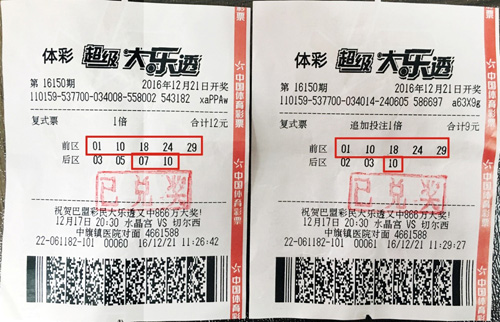 体彩 超级大乐透
第 16150期 2016年12月21日开奖
110159-537700-034008-558002 543182 xaPPAw
复式票 1倍 合计12元
前区 01 10 18 24 29
后区 03 05 07 10
已兑奖
祝贺巴盟彩民大乐透又中866万大奖!
12月17日 20:30 水晶宫 VS 切尔西
中旗镇医院对面 4661588
22-061182-101 00060 16/12/21 11:26:42
中国体育彩票
体彩 超级大乐透
第 16150期 2016年12月21日开奖
110159-537700-034014-240605 586697 a63X9g
复式票 追加投注1倍 合计9元
前区 01 10 18 24 29
后区 02 03 10
已兑奖
祝贺巴盟彩民大乐透又中866万大奖!
12月17日 20:30 水晶宫 VS 切尔西
中旗镇医院对面 4661588
22-061182-101 00061 16/12/21 11:29:27
中国体育彩票